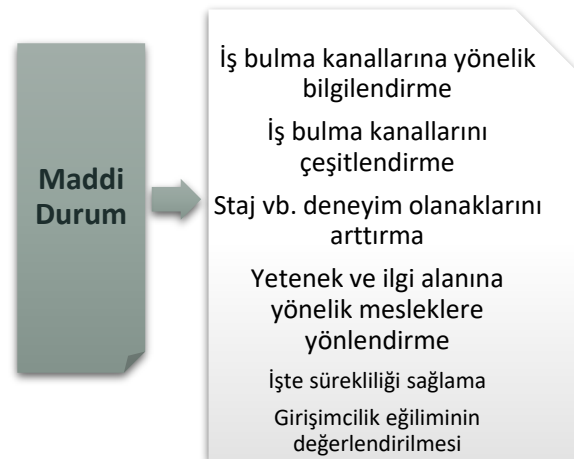 Maddi
Durum
İş bulma kanallarına yönelik
bilgilendirme
İş bulma kanallarını
çeşitlendirme
Staj vb. deneyim olanaklarını
arttırma
Yetenek ve ilgi alanına
yönelik mesleklere
yönlendirme
İşte sürekliliği sağlama
Girişimcilik eğiliminin
değerlendirilmesi